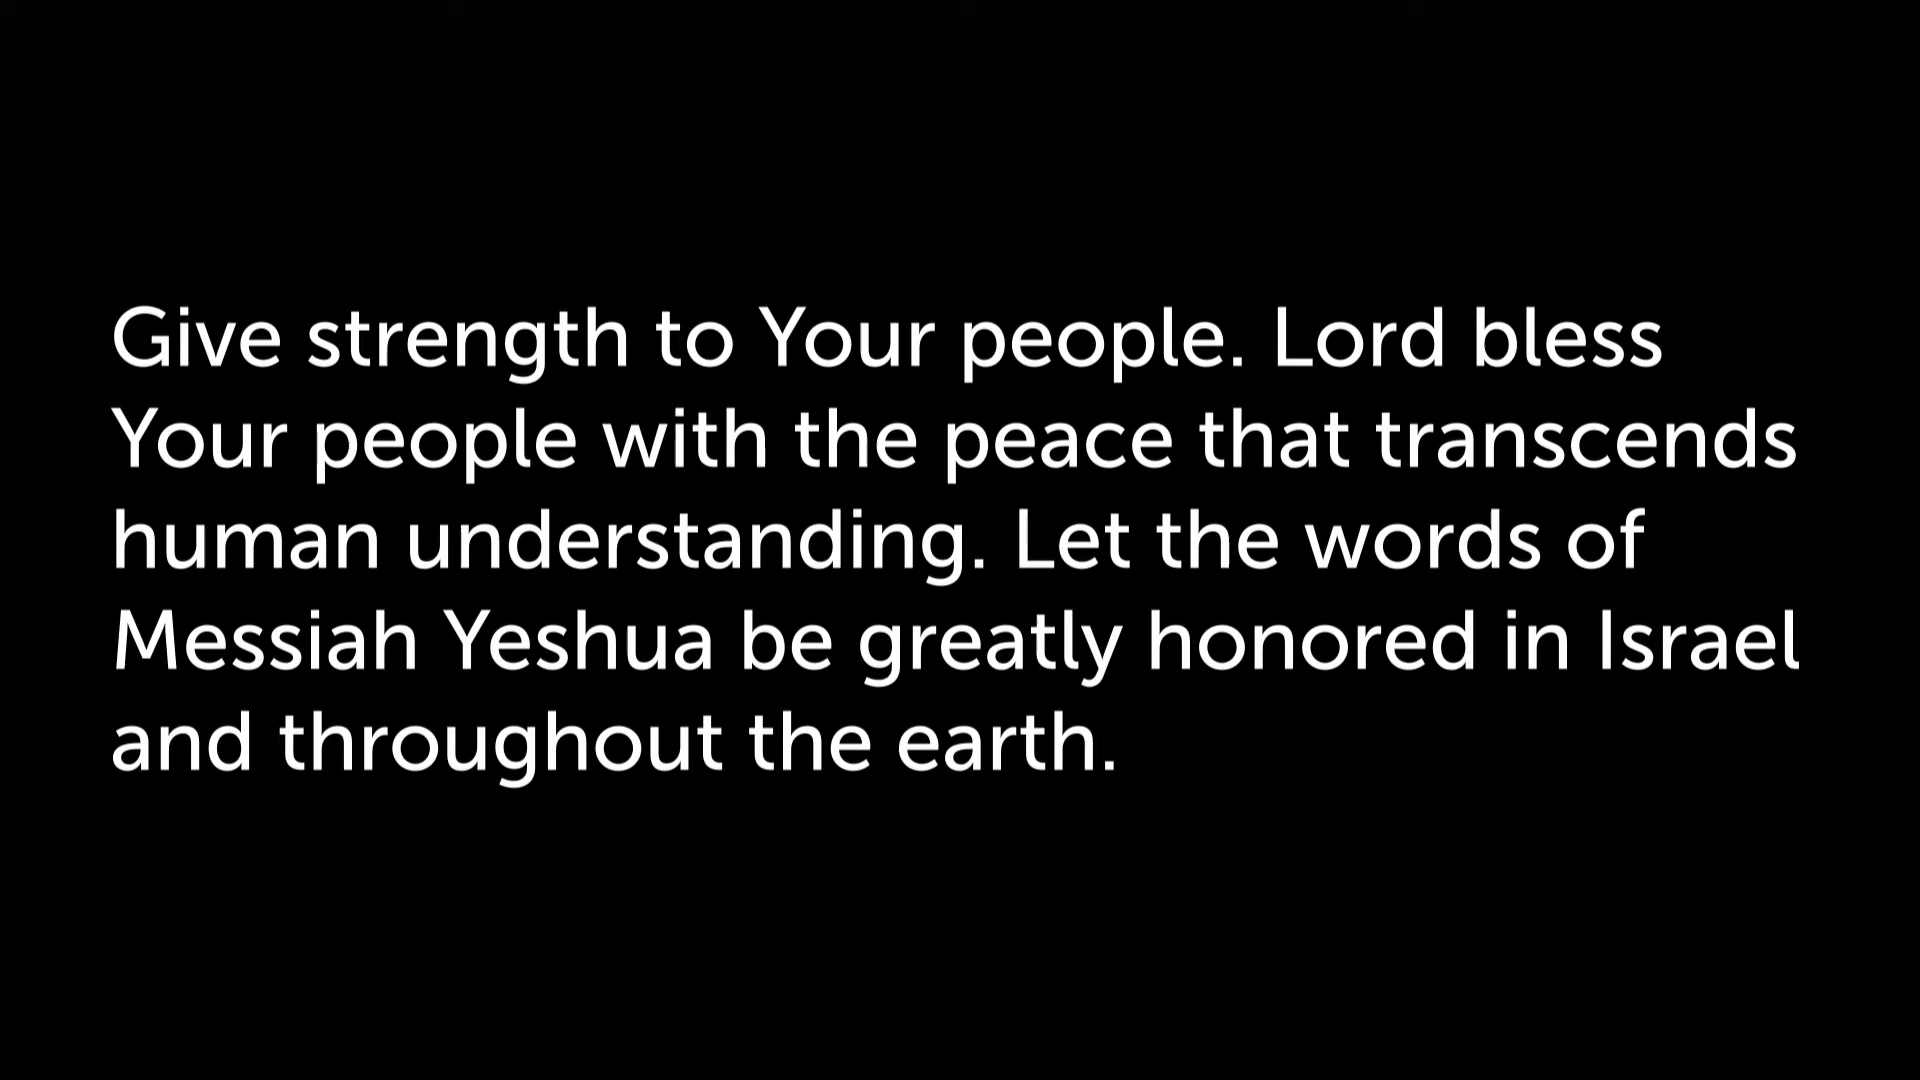 Give strength to Your people. Lord bless
Your people with the peace that transcends
human understanding. Let the words of
Messiah Yeshua be greatly honored in Israel
and throughout the earth.